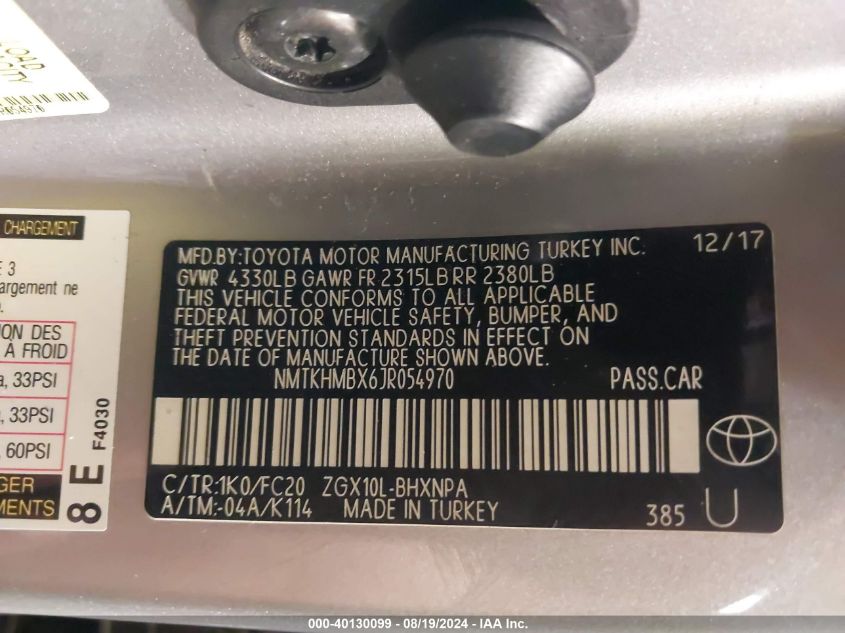 LOAD
CHARGEMENT
E 3
argement ne
ION DES
A FROID
a, 33PSI
, 33PSI
, 60PSI
GER
MENTS
8 E
F4030
MFD.BY:TOYOTA MOTOR MANUFACTURING TURKEY INC. 12/17
GVWR 4330LB GAWR FR 2315LB RR 2380LB
THIS VEHICLE CONFORMS TO ALL APPLICABLE
FEDERAL MOTOR VEHICLE SAFETY, BUMPER, AND
THEFT PREVENTION STANDARDS IN EFFECT ON
THE DATE OF MANUFACTURE SHOWN ABOVE.
NMTKHMBX6JR054970 PASS.CAR
C/TR:1K0/FC20 ZGX10L-BHXNPA
A/TM:-04A/K114 MADE IN TURKEY 385 U
000-40130099 - 08/19/2024 - IAA Inc.